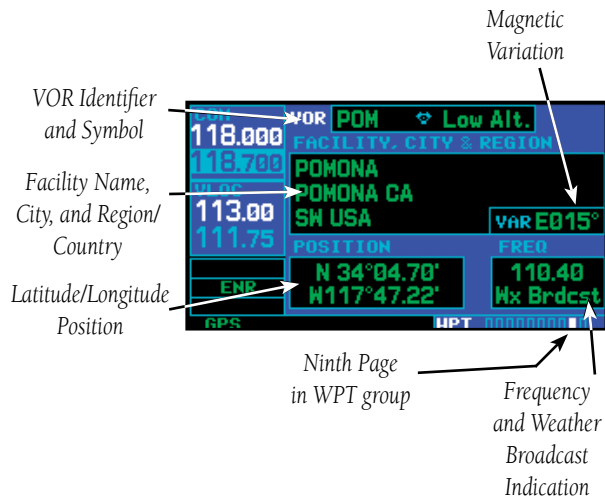 Magnetic
Variation
VOR Identifier
and Symbol
COM
118.000
118.700
VOR POM Low Alt.
FACILITY, CITY & REGION
Facility Name,
City, and Region/
Country
POMONA
POMONA CA
SW USA
VAR E015°
VLOC
113.00
111.75
POSITION
FREQ
Latitude/Longitude
Position
N 34°04.70'
W117°47.22'
110.40
Wx Brdcst
ENR
GPS
WPT
Ninth Page
in WPT group
Frequency
and Weather
Broadcast
Indication